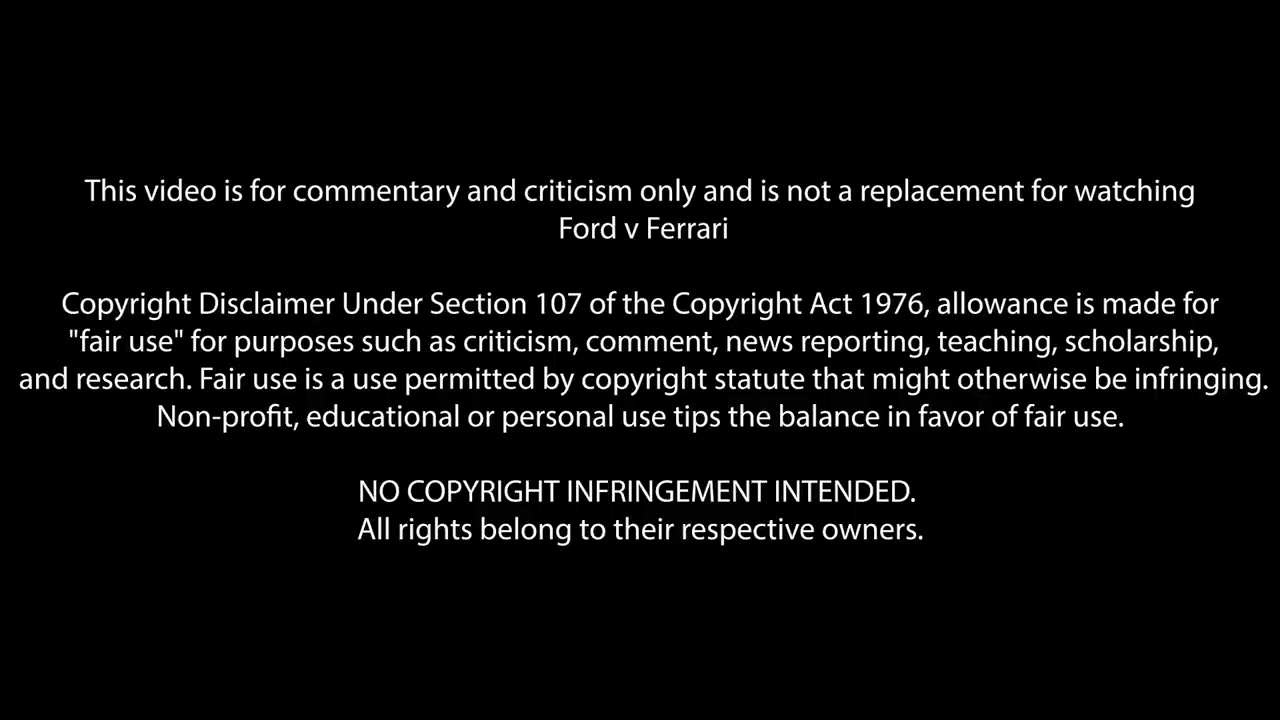 This video is for commentary and criticism only and is not a replacement for watching
Ford v Ferrari
Copyright Disclaimer Under Section 107 of the Copyright Act 1976, allowance is made for
"fair use" for purposes such as criticism, comment, news reporting, teaching, scholarship,
and research. Fair use is a use permitted by copyright statute that might otherwise be infringing.
Non-profit, educational or personal use tips the balance in favor of fair use.
NO COPYRIGHT INFRINGEMENT INTENDED.
All rights belong to their respective owners.